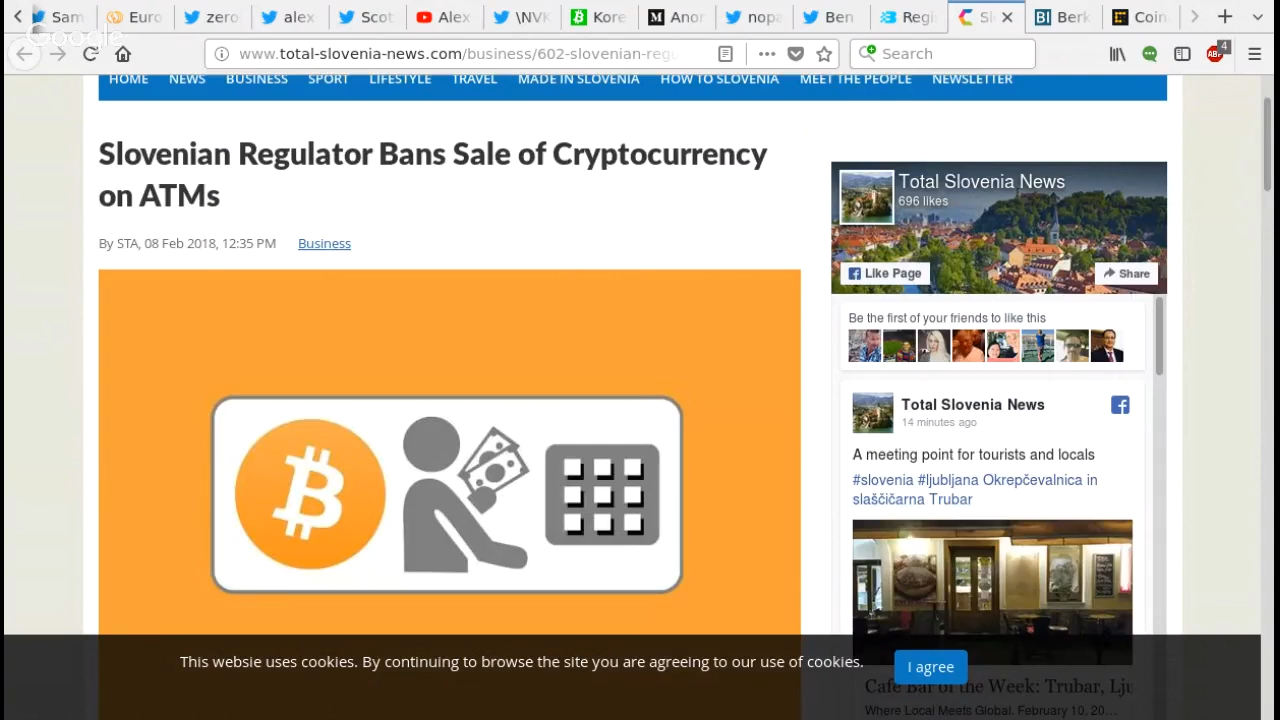 Sam
Euro
zero
alex
Scot
Alex
\NVK
Kore
Anor
nopa
Ben
Regi
Berk
Coin
Google
www.total-slovenia-news.com/business/602-slovenian-regu
Search
4
ABP
HOME NEWS BUSINESS SPORT LIFESTYLE TRAVEL MADE IN SLOVENIA HOW TO SLOVENIA MEET THE PEOPLE NEWSLETTER
Slovenian Regulator Bans Sale of Cryptocurrency
on ATMs
By STA, 08 Feb 2018, 12:35 PM Business
Total Slovenia News
696 likes
Like Page
Share
Be the first of your friends to like this
Total Slovenia News
14 minutes ago
A meeting point for tourists and locals
#slovenia #ljubljana Okrepčevalnica in
slaščičarna Trubar
This websie uses cookies. By continuing to browse the site you are agreeing to our use of cookies.
I agree
Cafe Bar of the Week: Trubar, Lju
Where Local Meets Global. February 10, 20...